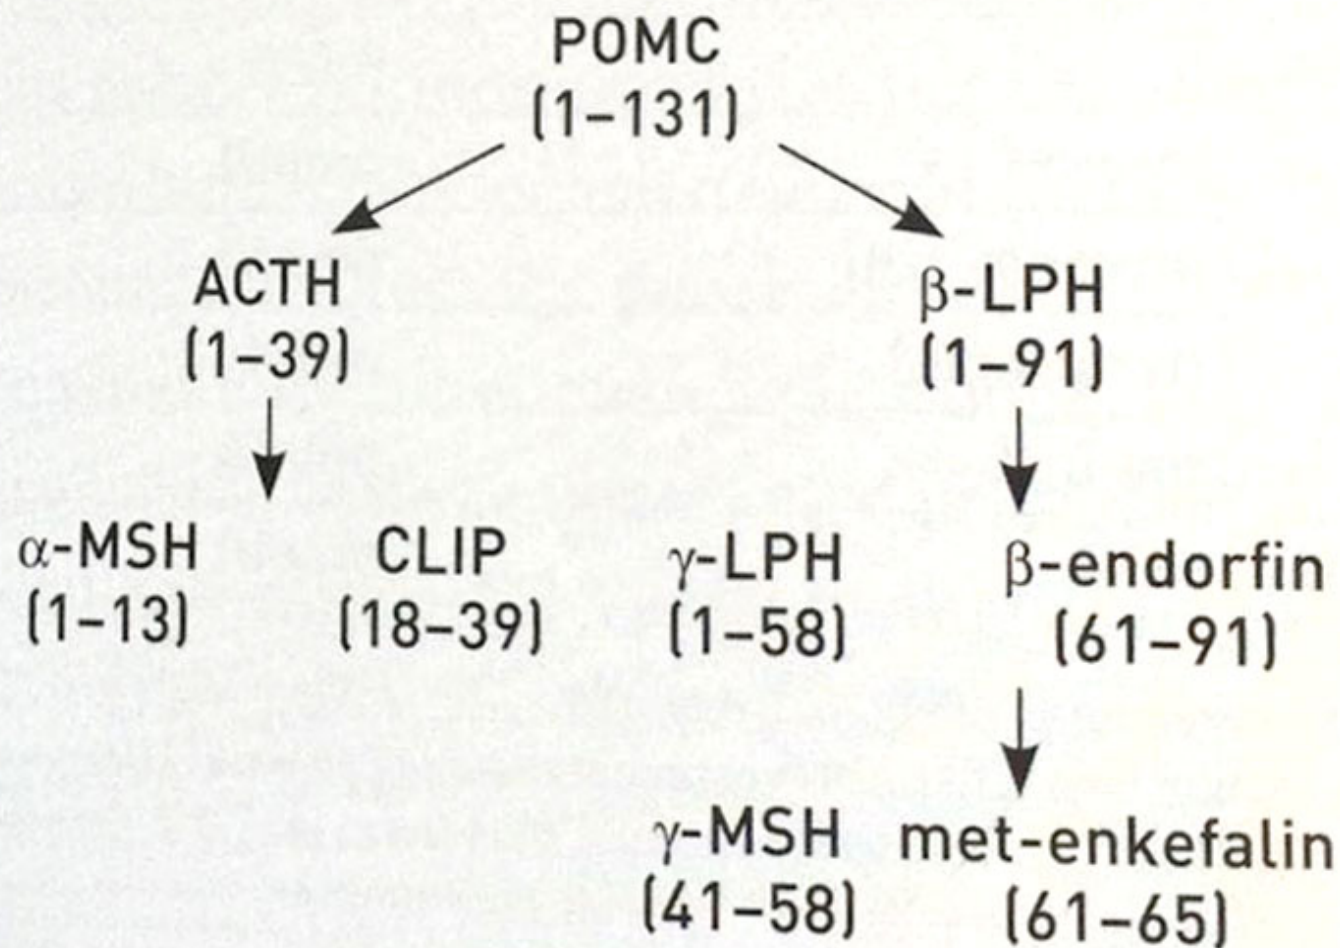 POMC
(1–131)
ACTH
(1–39)
β-LPH
(1–91)
α-MSH
(1–13)
CLIP
(18–39)
γ-LPH
(1–58)
β-endorfin
(61–91)
γ-MSH
(41–58)
met-enkefalin
(61–65)